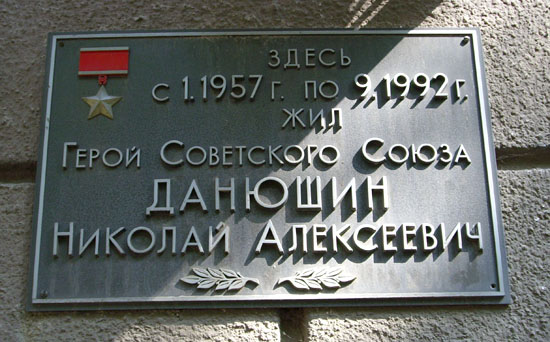 ЗДЕСЬ
С 1.1957 Г. ПО 9.1992 Г.
ЖИЛ
ГЕРОЙ СОВЕТСКОГО СОЮЗА
ДАНЮШИН
НИКОЛАЙ АЛЕКСЕЕВИЧ